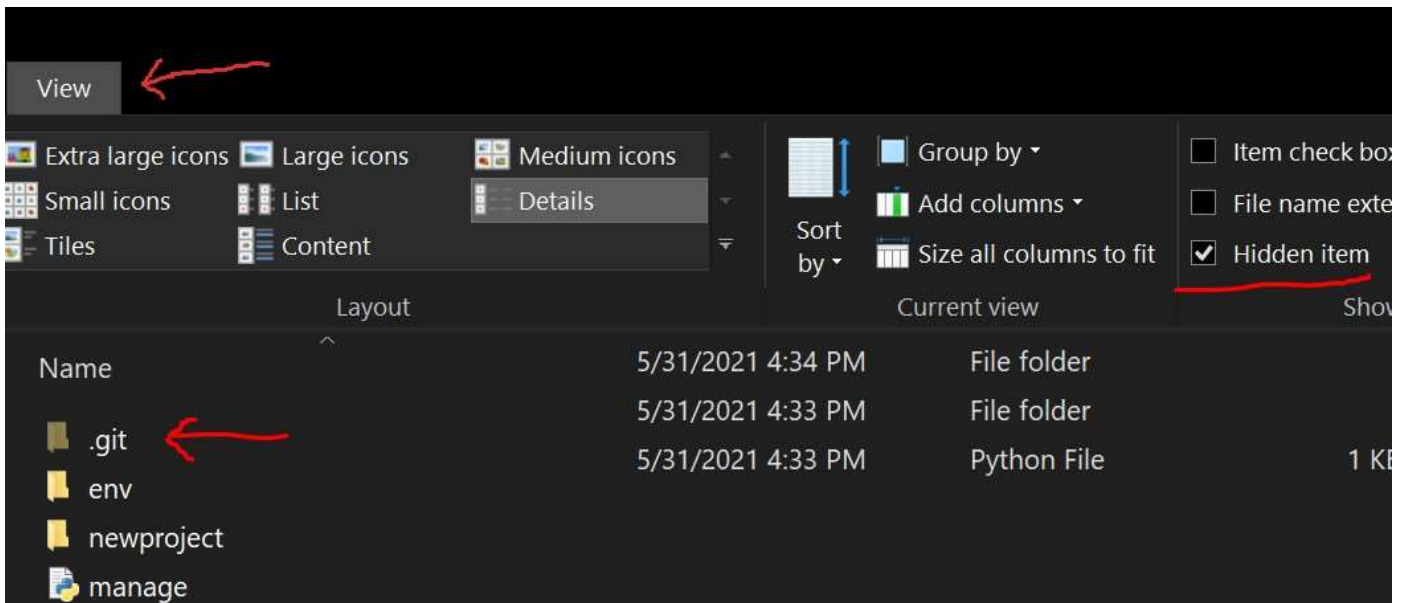 View
Extra large icons Large icons Medium icons Group by Item check box
Small icons List Details Add columns File name exte
Tiles Content Sort by Size all columns to fit Hidden item
Layout Current view Show
Name 5/31/2021 4:34 PM File folder
5/31/2021 4:33 PM File folder
.git 5/31/2021 4:33 PM Python File 1 KB
env
newproject
manage